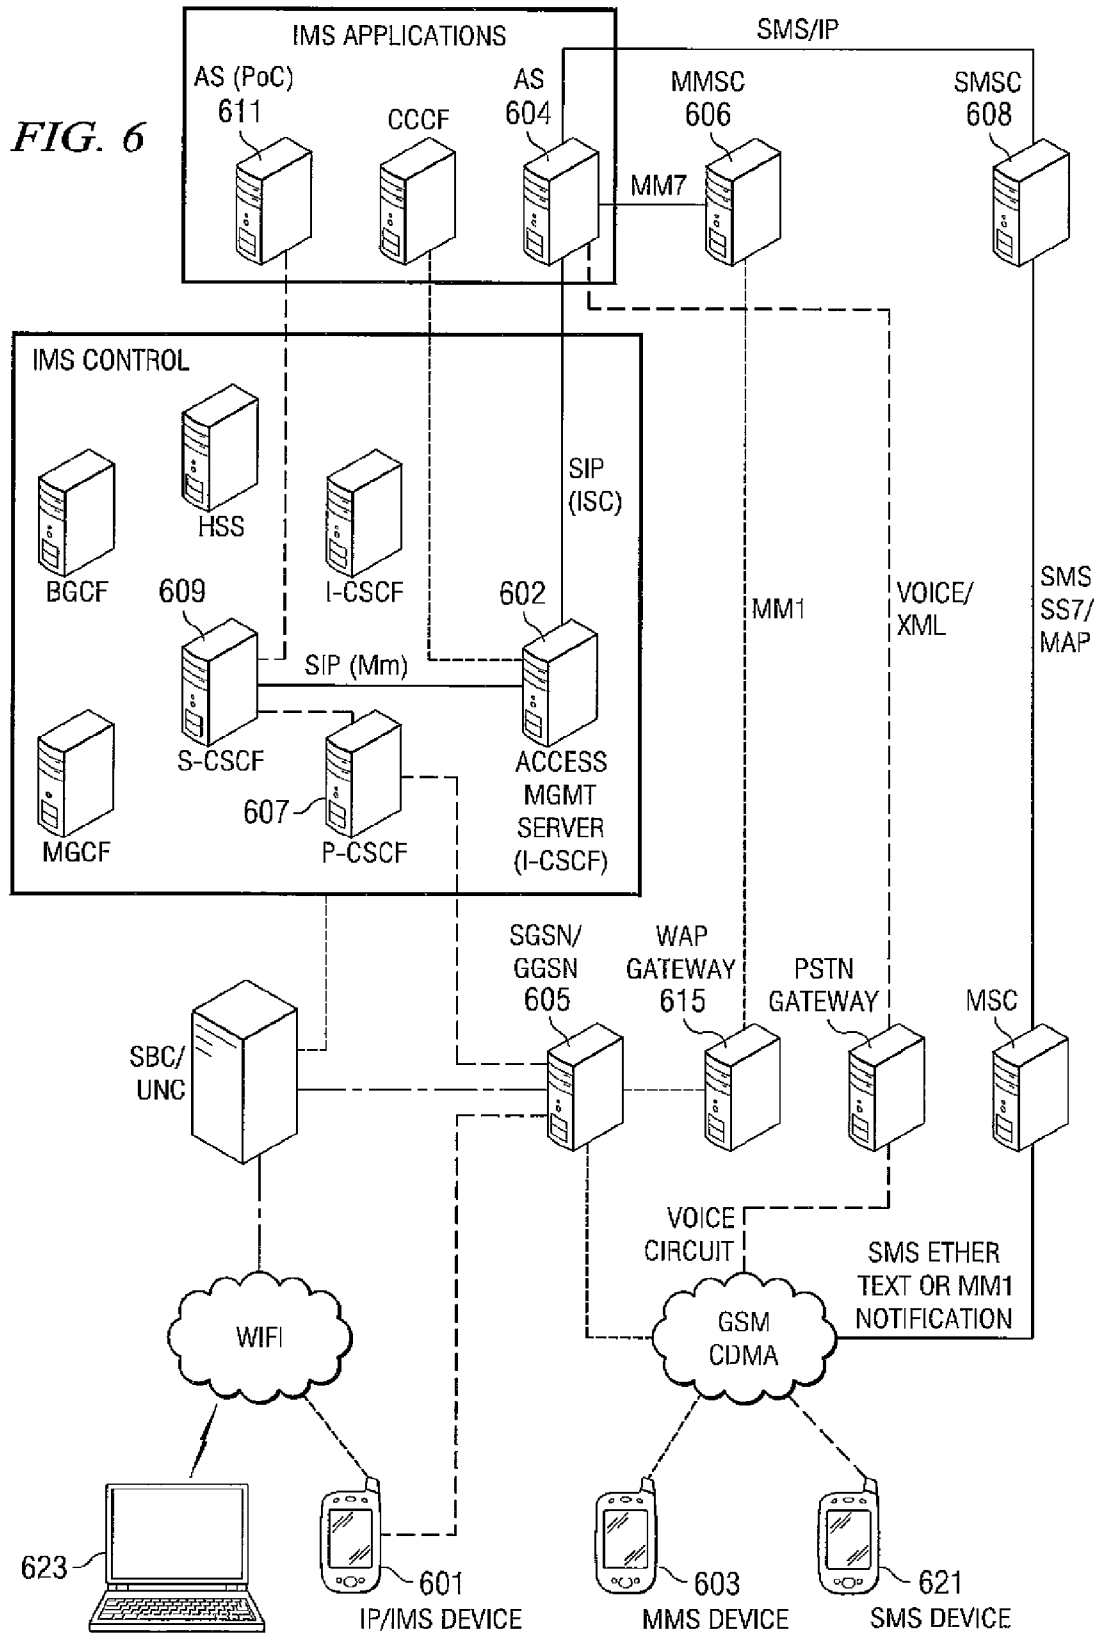 FIG. 6
IMS APPLICATIONS
SMS/IP
AS (PoC)
611
CCCF
AS
604
MMSC
606
SMSC
608
MM7
IMS CONTROL
HSS
BGCF
I-CSCF
SIP
(ISC)
609
602
MM1
VOICE/
XML
SMS
SS7/
MAP
SIP (Mm)
S-CSCF
MGCF
607
P-CSCF
ACCESS
MGMT
SERVER
(I-CSCF)
SGSN/
GGSN
605
WAP
GATEWAY
615
PSTN
GATEWAY
MSC
SBC/
UNC
VOICE
CIRCUIT
SMS ETHER
TEXT OR MM1
NOTIFICATION
WIFI
GSM
CDMA
623
601
IP/IMS DEVICE
603
MMS DEVICE
621
SMS DEVICE